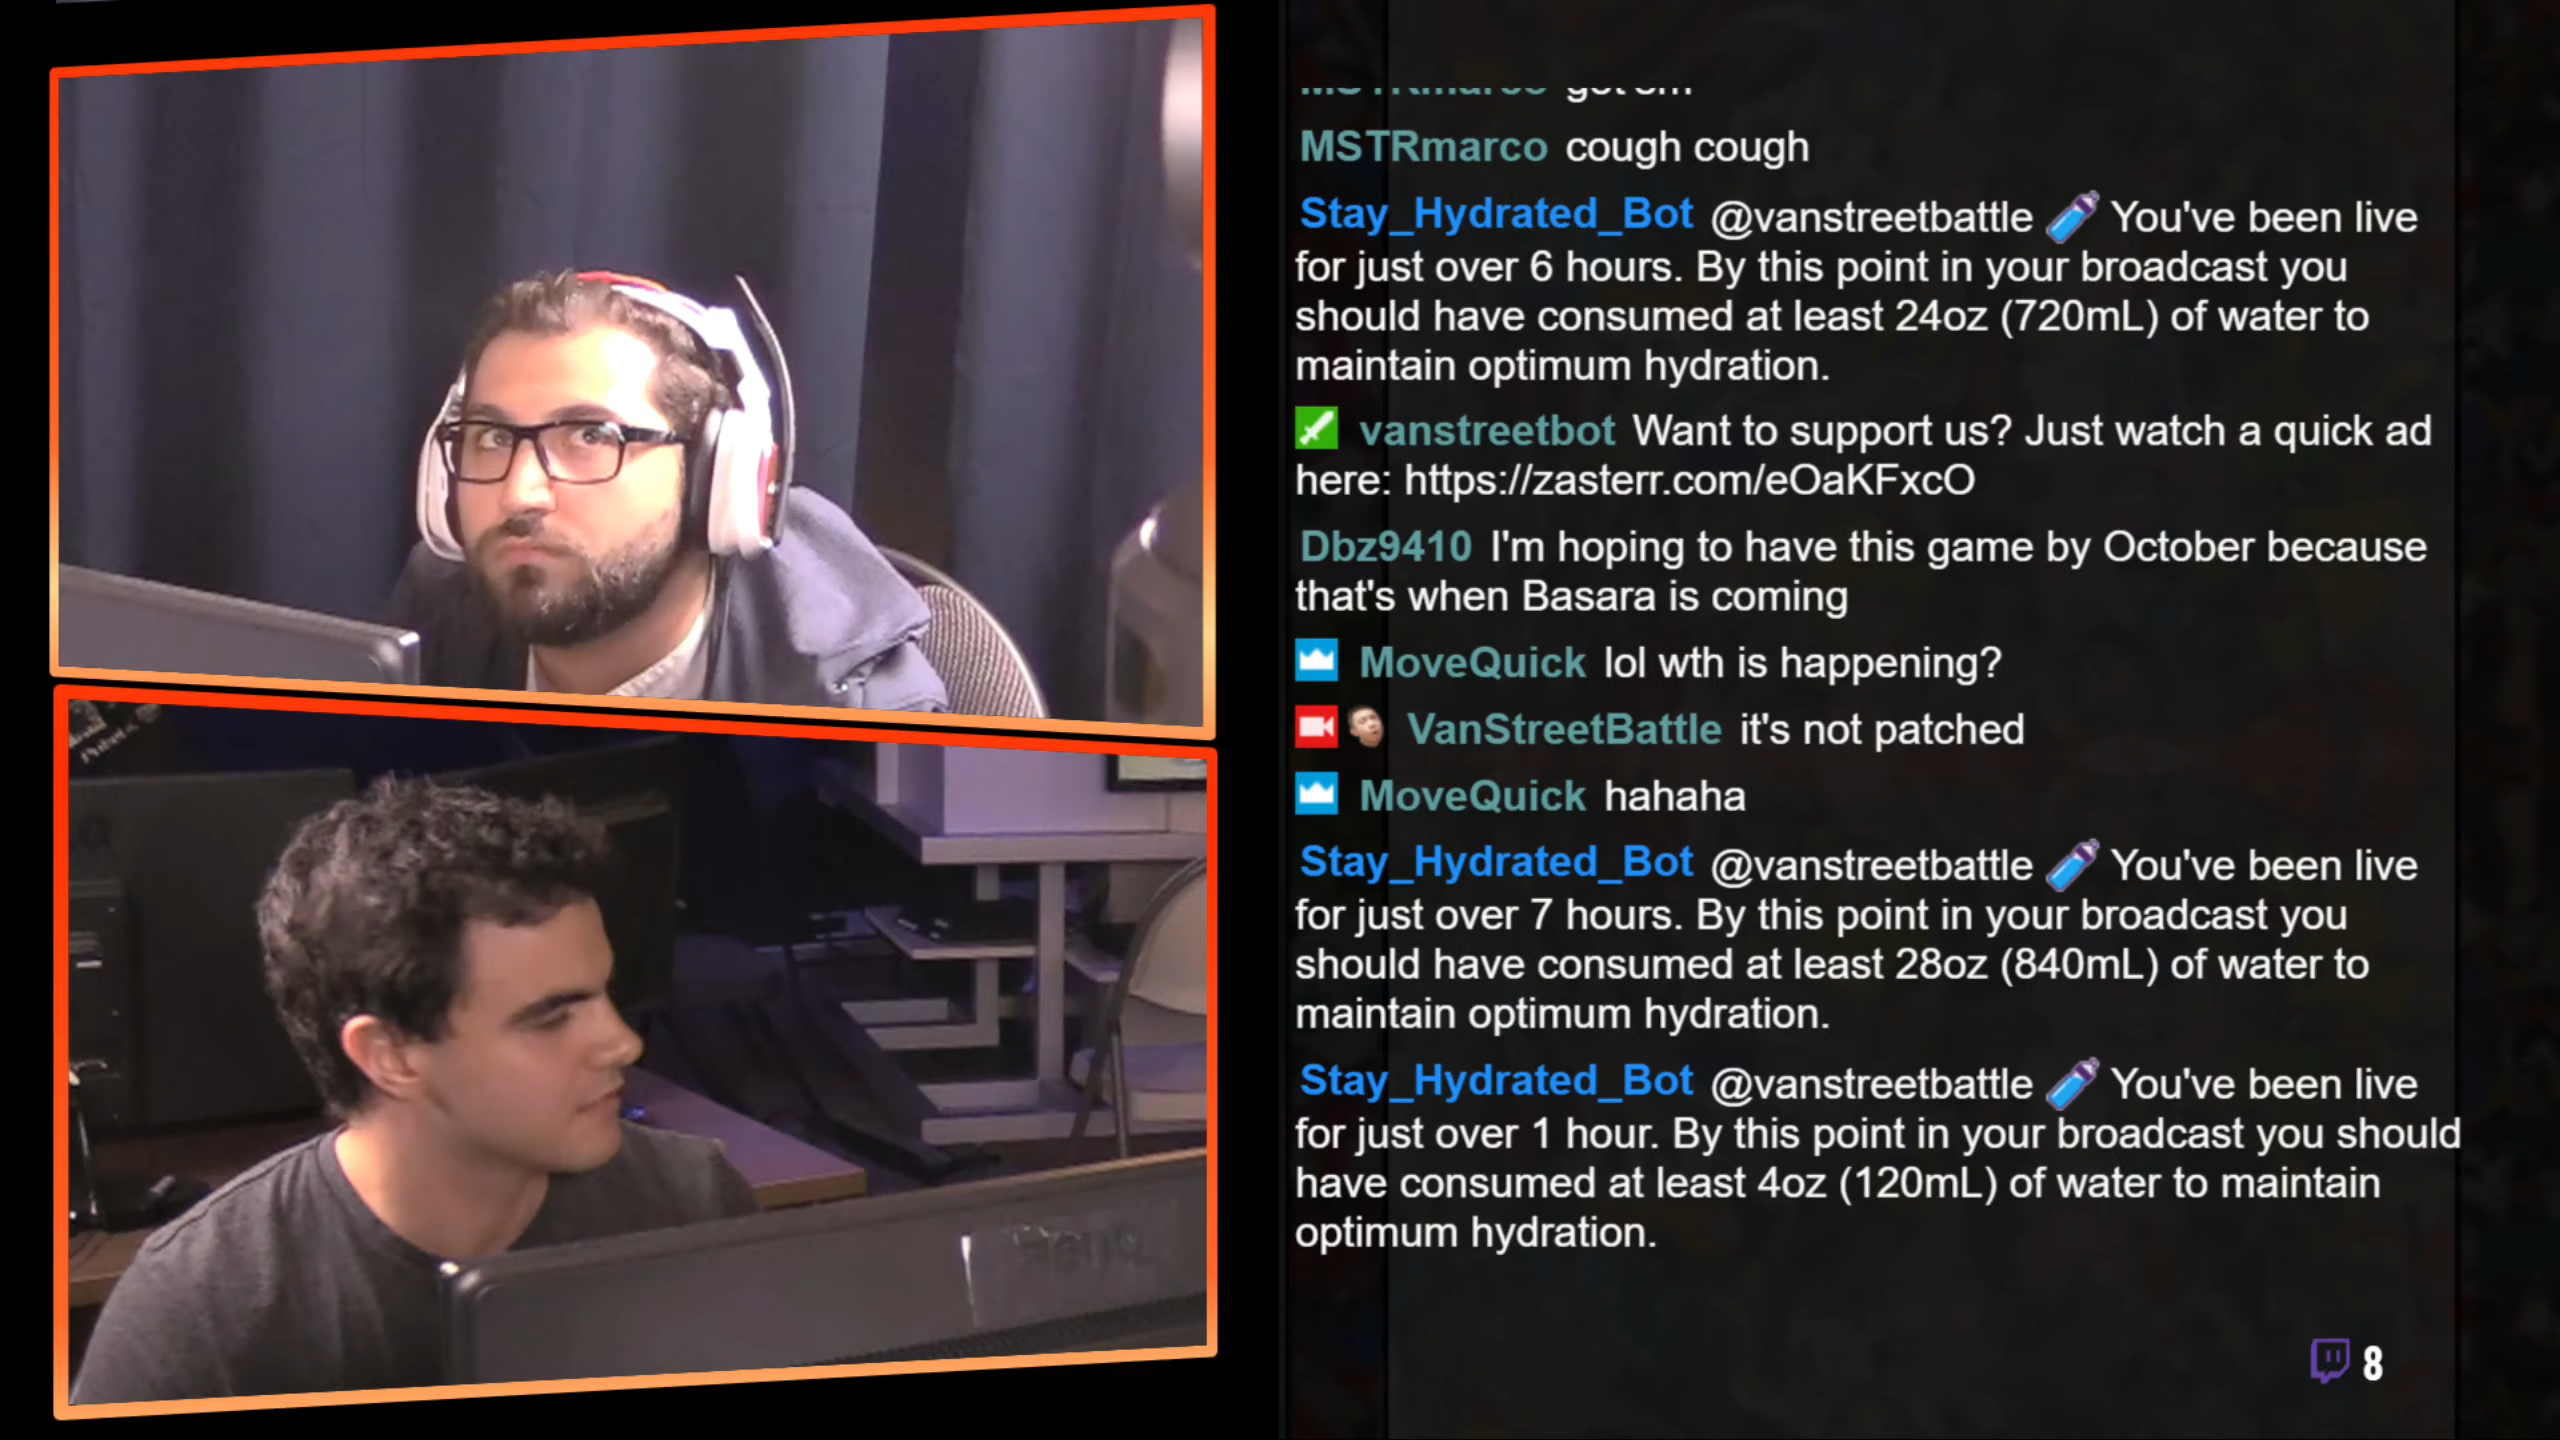 MSTRmarco got em
MSTRmarco cough cough
Stay_Hydrated_Bot @vanstreetbattle You've been live
for just over 6 hours. By this point in your broadcast you
should have consumed at least 24oz (720mL) of water to
maintain optimum hydration.
vanstreetbot Want to support us? Just watch a quick ad
here: https://zasterr.com/eOaKFxcO
Dbz9410 I'm hoping to have this game by October because
that's when Basara is coming
MoveQuick lol wth is happening?
VanStreetBattle it's not patched
MoveQuick hahaha
Stay_Hydrated_Bot @vanstreetbattle You've been live
for just over 7 hours. By this point in your broadcast you
should have consumed at least 28oz (840mL) of water to
maintain optimum hydration.
Stay_Hydrated_Bot @vanstreetbattle You've been live
for just over 1 hour. By this point in your broadcast you should
have consumed at least 4oz (120mL) of water to maintain
optimum hydration.
8